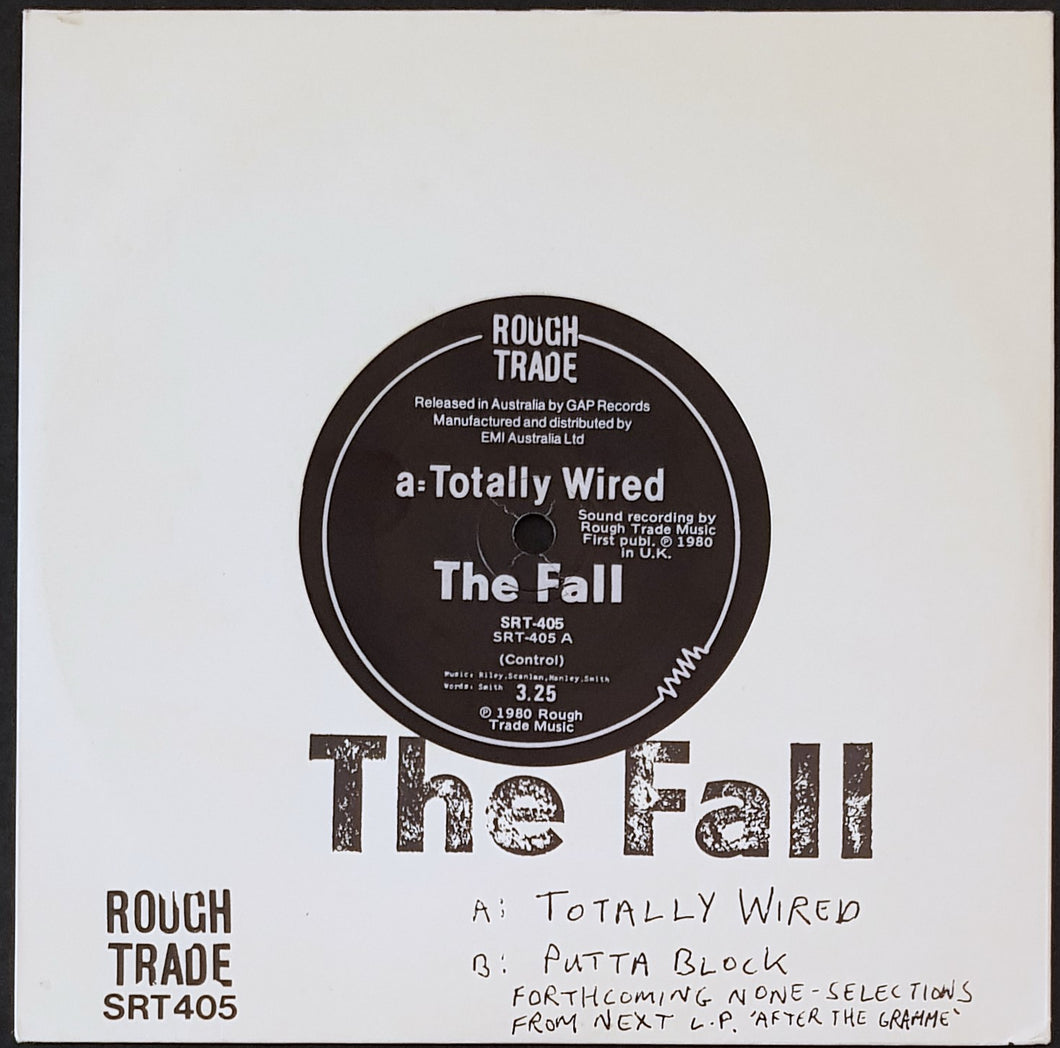 ROUGH
TRADE
Released in Australia by GAP Records
Manufactured and distributed by
EMI Australia Ltd
a:Totally Wired
Sound recording by
Rough Trade Music
First publ. ℗ 1980
in U.K.
The Fall
SRT-405
SRT-405 A
(Control)
Music: Riley,Scanlan,Hanley,Smith
Words: Smith
3.25
℗ 1980 Rough
Trade Music
The Fall
ROUGH
TRADE
SRT405
A: TOTALLY WIRED
B: PUTTA BLOCK
FORTHCOMING NONE-SELECTIONS
FROM NEXT L.P. 'AFTER THE GRAMME'